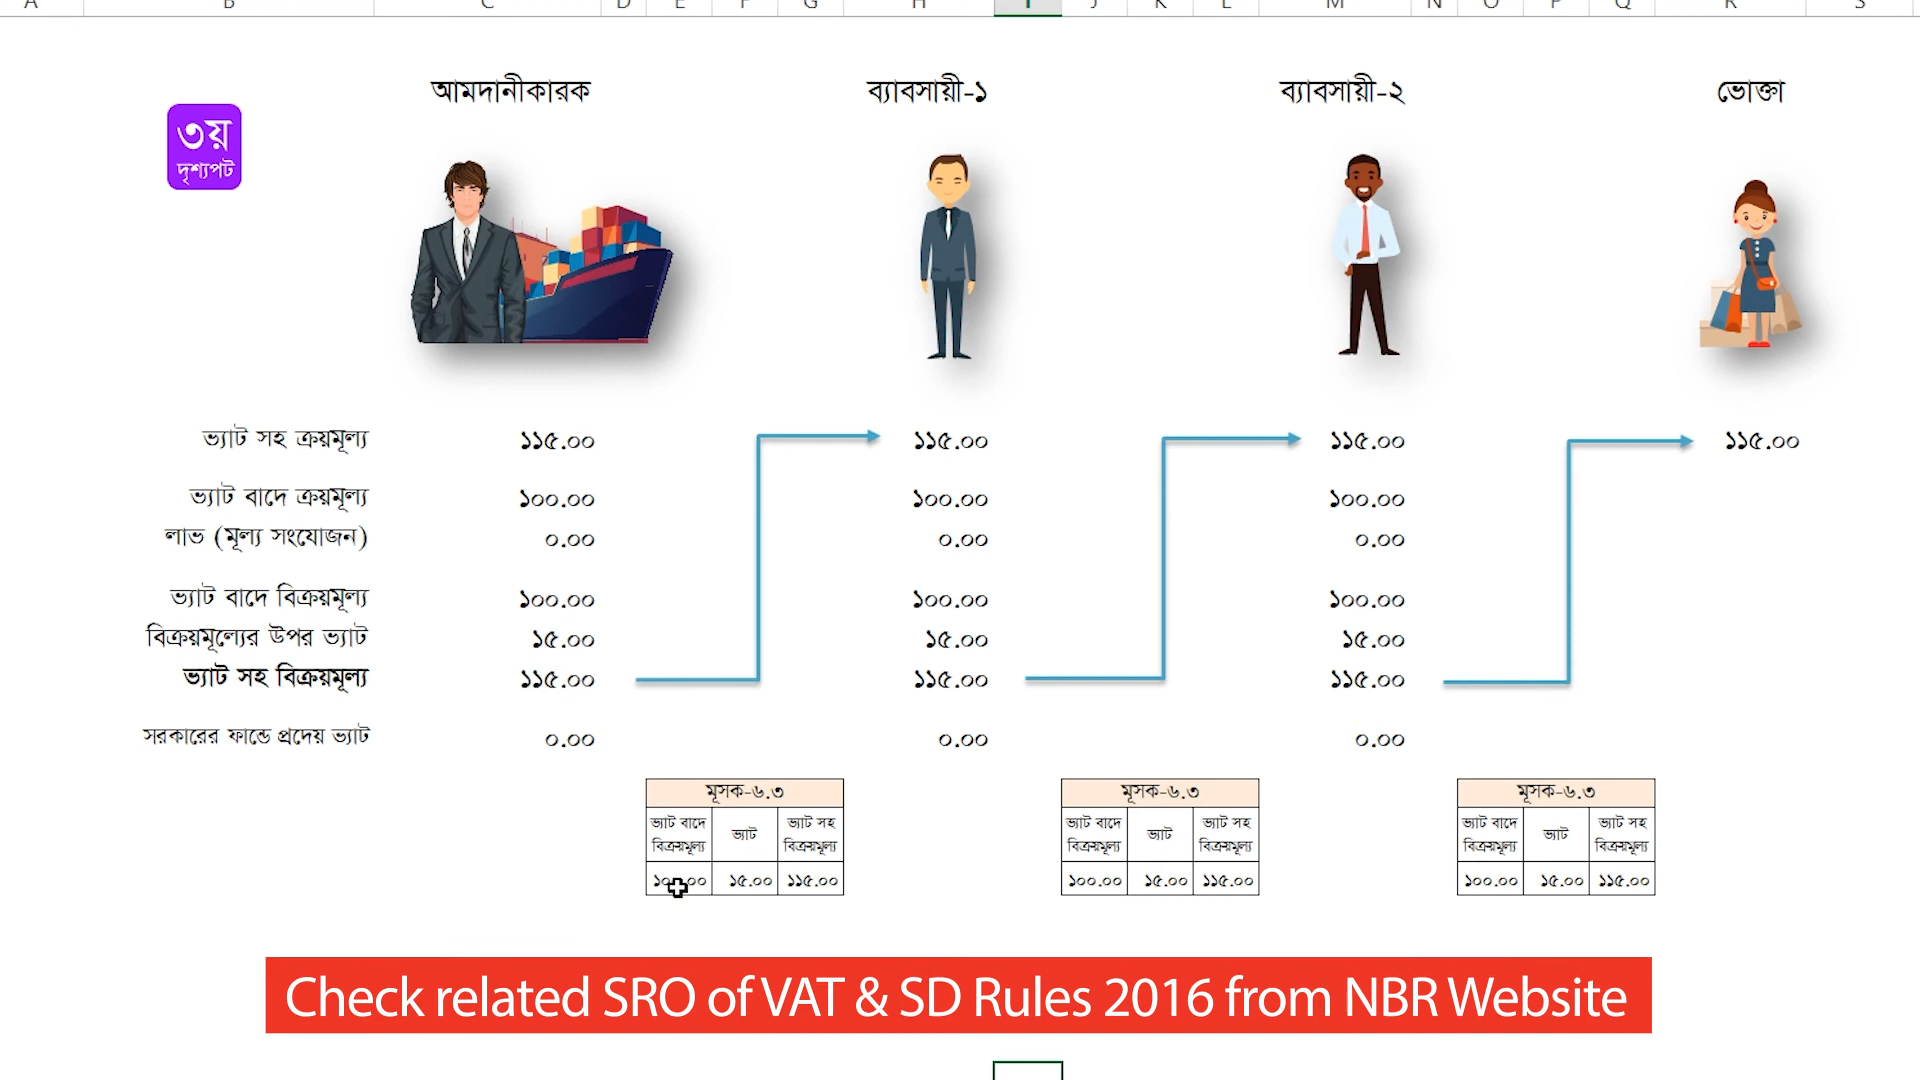 আমদানীকারক ব্যাবসায়ী-১ ব্যাবসায়ী-২ ভোক্তা
৩য়
দৃশ্যপট
ভ্যাট সহ ক্রয়মূল্য ১১৫.০০ ১১৫.০০ ১১৫.০০ ১১৫.০০
ভ্যাট বাদে ক্রয়মূল্য ১০০.০০ ১০০.০০ ১০০.০০
লাভ (মূল্য সংযোজন) ০.০০ ০.০০ ০.০০
ভ্যাট বাদে বিক্রয়মূল্য ১০০.০০ ১০০.০০ ১০০.০০
বিক্রয়মূল্যের উপর ভ্যাট ১৫.০০ ১৫.০০ ১৫.০০
ভ্যাট সহ বিক্রয়মূল্য ১১৫.০০ ১১৫.০০ ১১৫.০০
সরকারের ফান্ডে প্রদেয় ভ্যাট ০.০০ ০.০০ ০.০০
মূসক-৬.৩ মূসক-৬.৩ মূসক-৬.৩
ভ্যাট বাদে ভ্যাট সহ ভ্যাট বাদে ভ্যাট সহ ভ্যাট বাদে ভ্যাট সহ
ভ্যাট ভ্যাট ভ্যাট
বিক্রয়মূল্য বিক্রয়মূল্য বিক্রয়মূল্য বিক্রয়মূল্য বিক্রয়মূল্য বিক্রয়মূল্য
১০০.০০ ১৫.০০ ১১৫.০০ ১০০.০০ ১৫.০০ ১১৫.০০ ১০০.০০ ১৫.০০ ১১৫.০০
Check related SRO of VAT & SD Rules 2016 from NBR Website